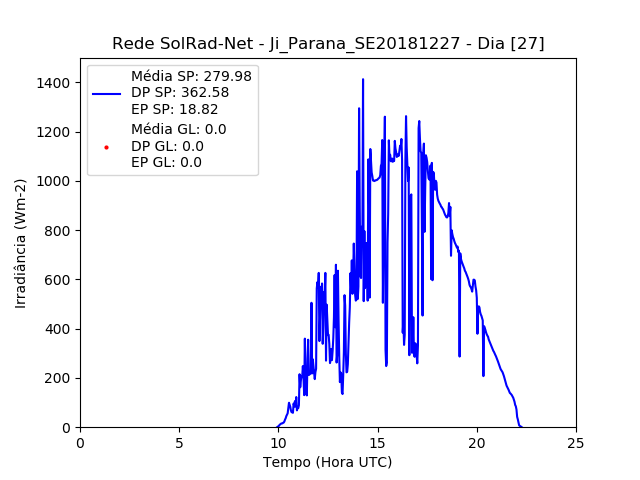 Rede SolRad-Net - Ji_Parana_SE20181227 - Dia [27]
Média SP: 279.98
DP SP: 362.58
EP SP: 18.82
Média GL: 0.0
DP GL: 0.0
EP GL: 0.0
Irradiância (Wm-2)
1400
1200
1000
800
600
400
200
0
0 5 10 15 20 25
Tempo (Hora UTC)